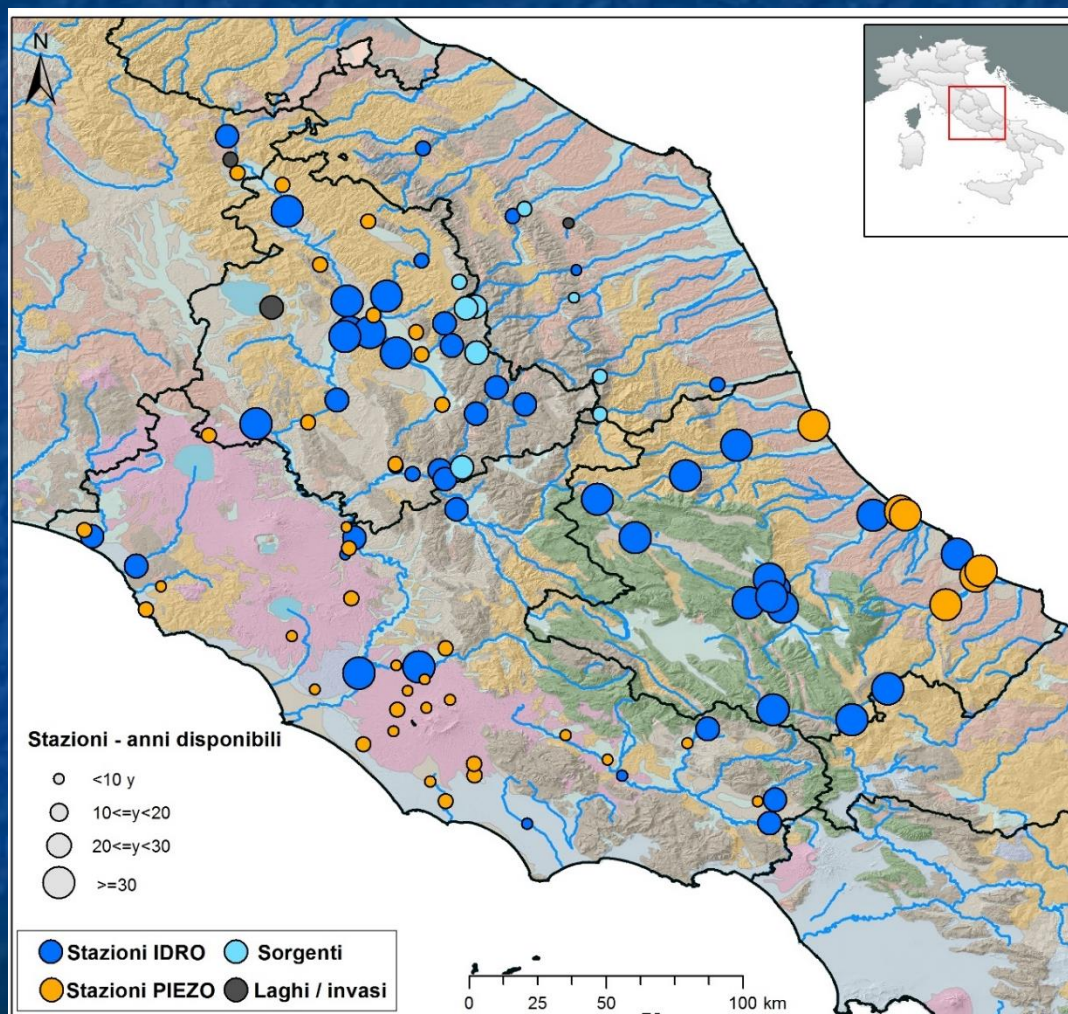 N
Stazioni - anni disponibili
<10 y
10<=y<20
20<=y<30
>=30
Stazioni IDRO
Sorgenti
Stazioni PIEZO
Laghi / invasi
0 25 50 100 km